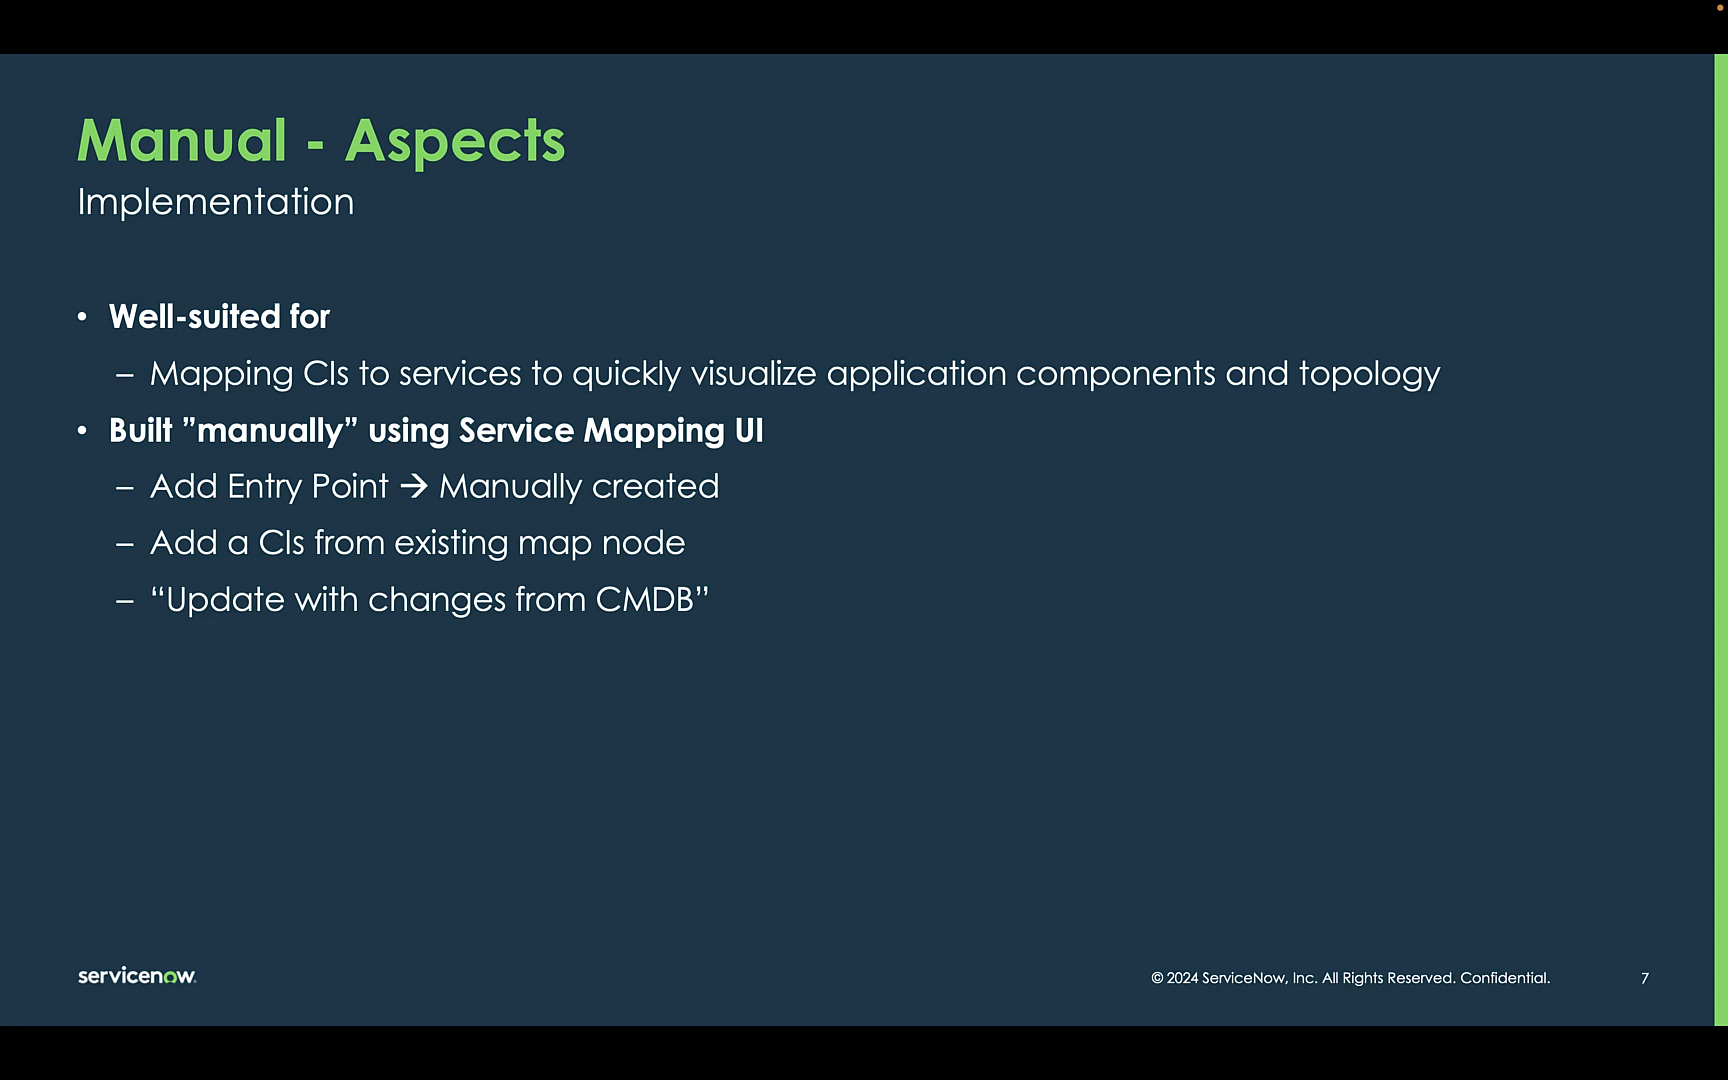 Manual - Aspects
Implementation
• Well-suited for
– Mapping CIs to services to quickly visualize application components and topology
• Built ”manually” using Service Mapping UI
– Add Entry Point → Manually created
– Add a CIs from existing map node
– “Update with changes from CMDB”
servicenow.
© 2024 ServiceNow, Inc. All Rights Reserved. Confidential.
7